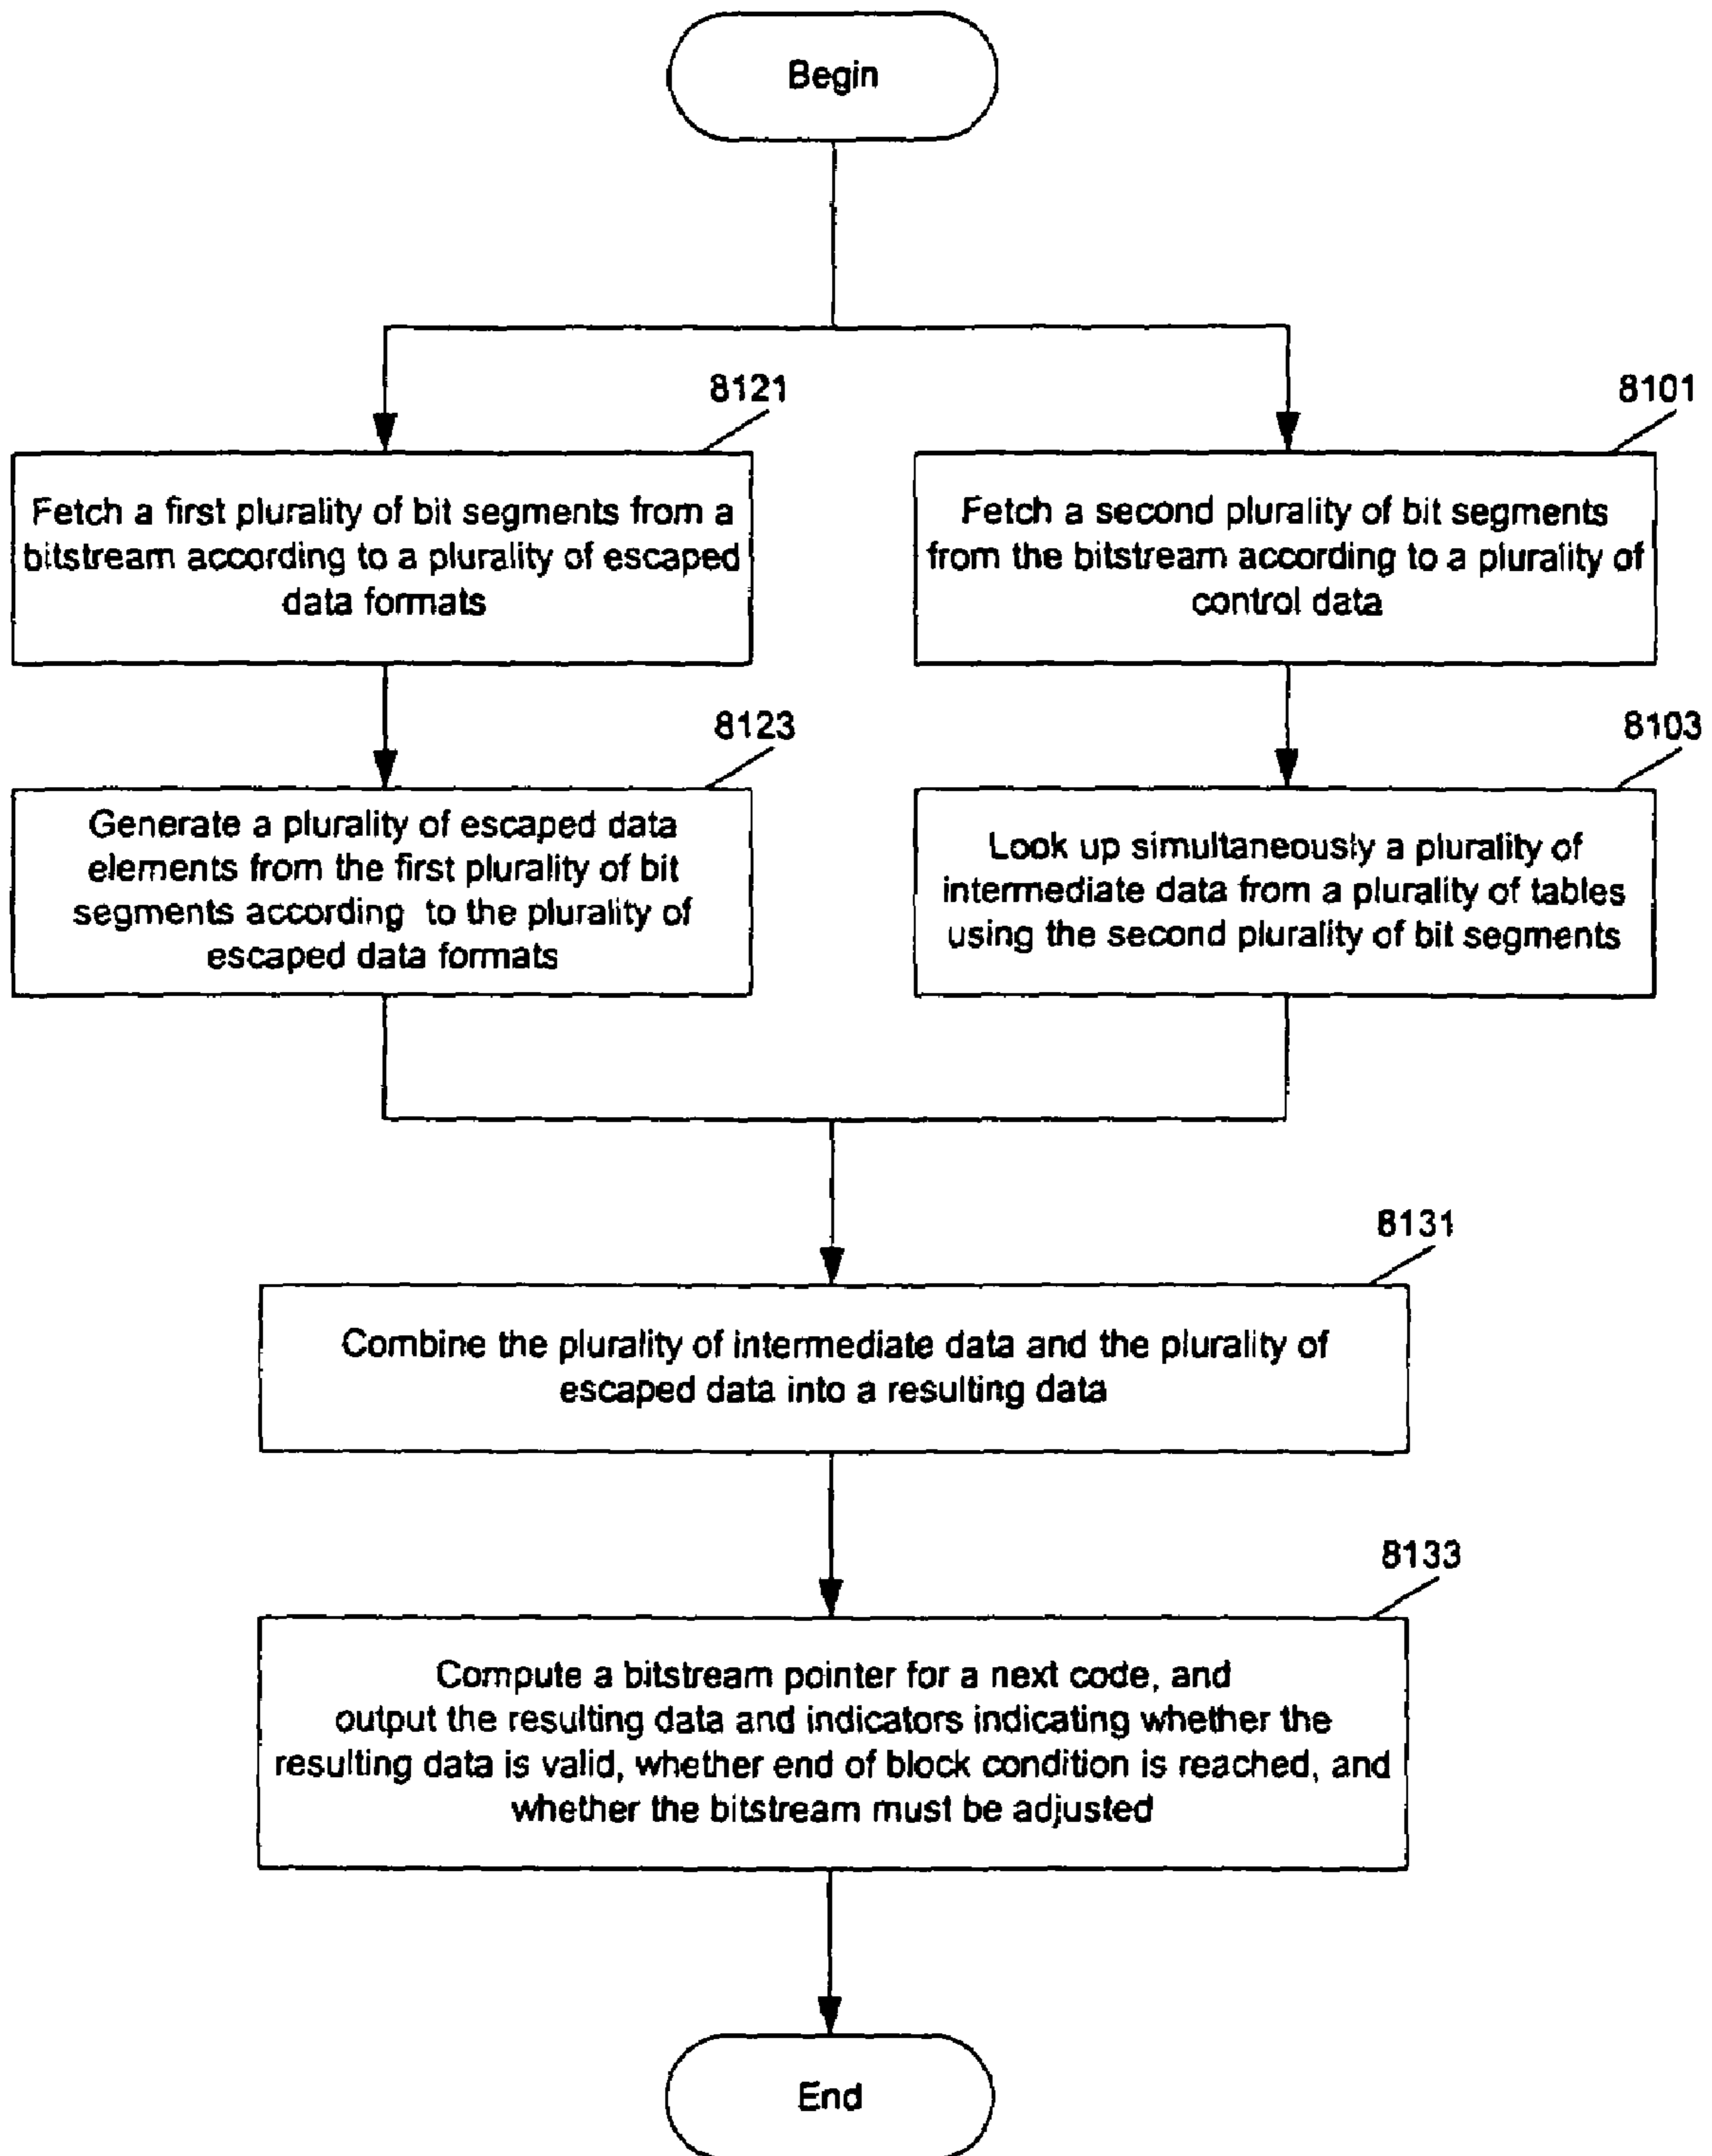 Begin
8121
8101
Fetch a first plurality of bit segments from a
bitstream according to a plurality of escaped
data formats
Fetch a second plurality of bit segments
from the bitstream according to a plurality of
control data
8123
8103
Generate a plurality of escaped data
elements from the first plurality of bit
segments according to the plurality of
escaped data formats
Look up simultaneously a plurality of
intermediate data from a plurality of tables
using the second plurality of bit segments
8131
Combine the plurality of intermediate data and the plurality of
escaped data into a resulting data
8133
Compute a bitstream pointer for a next code, and
output the resulting data and indicators indicating whether the
resulting data is valid, whether end of block condition is reached, and
whether the bitstream must be adjusted
End